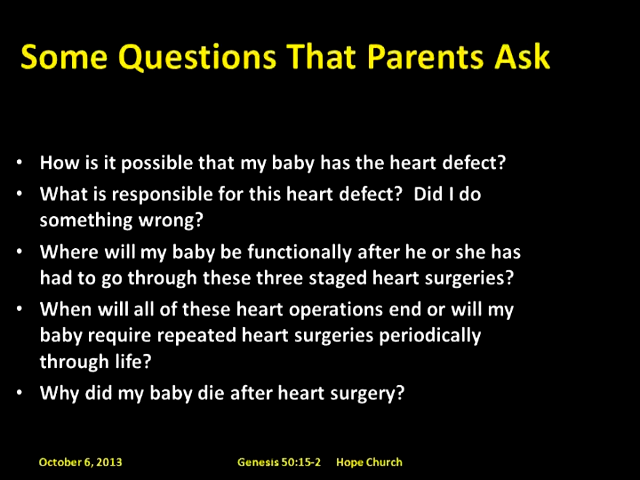 Some Questions That Parents Ask
• How is it possible that my baby has the heart defect?
• What is responsible for this heart defect?  Did I do
something wrong?
• Where will my baby be functionally after he or she has
had to go through these three staged heart surgeries?
• When will all of these heart operations end or will my
baby require repeated heart surgeries periodically
through life?
• Why did my baby die after heart surgery?
October 6, 2013 Genesis 50:15-2 Hope Church